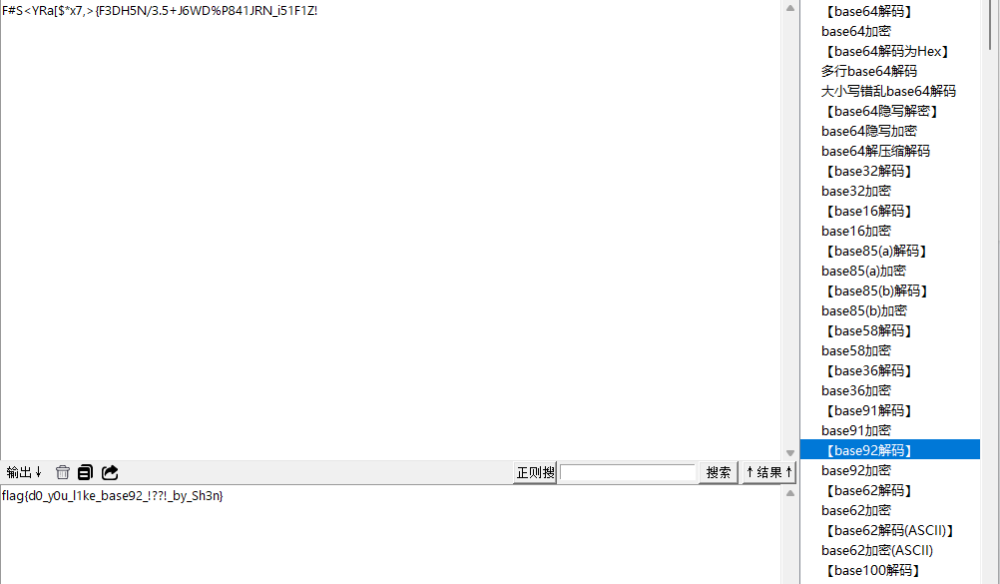 F#S<YRa[$*x7,>{F3DH5N/3.5+J6WD%P841JRN_i51F1Z!
【base64解码】
base64加密
【base64解码为Hex】
多行base64解码
大小写错乱base64解码
【base64隐写解密】
base64隐写加密
base64解压缩解码
【base32解码】
base32加密
【base16解码】
base16加密
【base85(a)解码】
base85(a)加密
【base85(b)解码】
base85(b)加密
【base58解码】
base58加密
【base36解码】
base36加密
【base91解码】
base91加密
【base92解码】
base92加密
【base62解码】
base62加密
【base62解码(ASCII)】
base62加密(ASCII)
【base100解码】
输出↓ 正则搜 搜索 ↑结果↑
flag{d0_y0u_l1ke_base92_!??!_by_Sh3n}